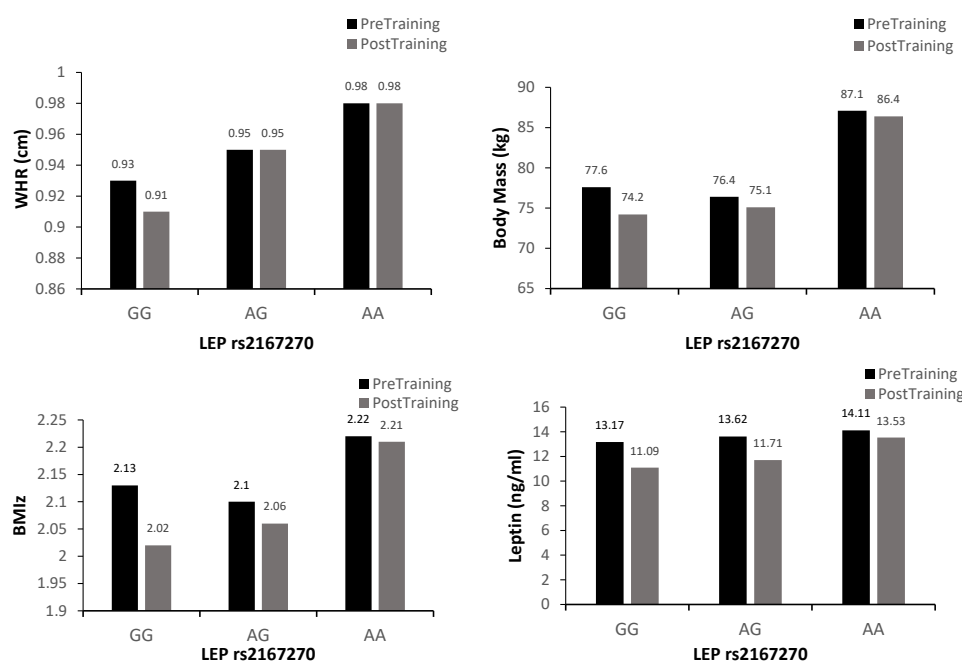 PreTraining
PostTraining
WHR (cm)
1
0.98
0.96
0.94
0.92
0.9
0.88
0.86
0.93
0.91
0.95
0.95
0.98
0.98
GG AG AA
LEP rs2167270
PreTraining
PostTraining
Body Mass (kg)
90
85
80
75
70
65
77.6
74.2
76.4
75.1
87.1
86.4
GG AG AA
LEP rs2167270
PreTraining
PostTraining
BMIz
2.25
2.2
2.15
2.1
2.05
2
1.95
1.9
2.13
2.02
2.1
2.06
2.22
2.21
GG AG AA
LEP rs2167270
PreTraining
PostTraining
Leptin (ng/ml)
16
14
12
10
8
6
4
2
0
13.17
11.09
13.62
11.71
14.11
13.53
GG AG AA
LEP rs2167270